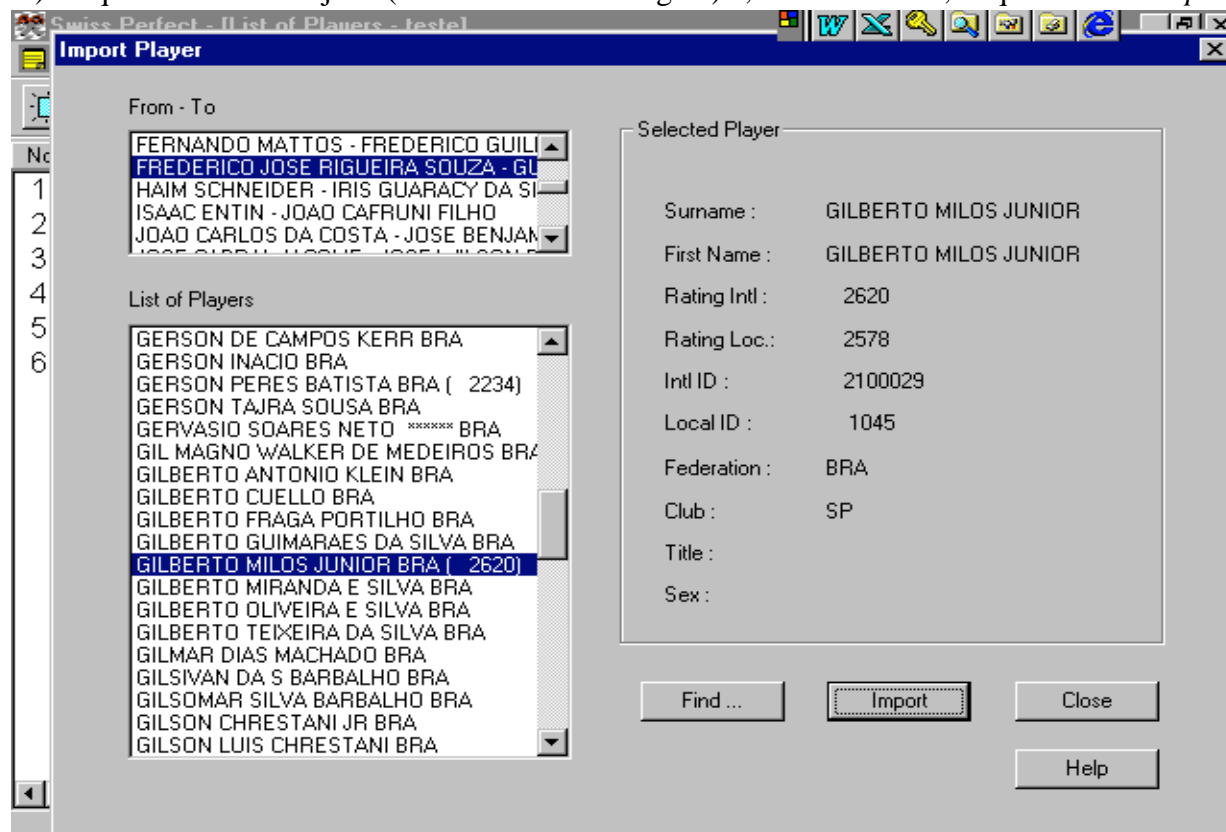 Swiss Perfect - [List of Players - teste]
Import Player
From - To
FERNANDO MATTOS - FREDERICO GUILI
FREDERICO JOSE RIGUEIRA SOUZA - GU
HAIM SCHNEIDER - IRIS GUARACY DA SI
ISAAC ENTIN - JOAO CAFRUNI FILHO
JOAO CARLOS DA COSTA - JOSE BENJAN
List of Players
GERSON DE CAMPOS KERR BRA
GERSON INACIO BRA
GERSON PERES BATISTA BRA ( 2234)
GERSON TAJRA SOUSA BRA
GERVASIO SOARES NETO ****** BRA
GIL MAGNO WALKER DE MEDEIROS BRA
GILBERTO ANTONIO KLEIN BRA
GILBERTO CUELLO BRA
GILBERTO FRAGA PORTILHO BRA
GILBERTO GUIMARAES DA SILVA BRA
GILBERTO MILOS JUNIOR BRA ( 2620)
GILBERTO MIRANDA E SILVA BRA
GILBERTO OLIVEIRA E SILVA BRA
GILBERTO TEIXEIRA DA SILVA BRA
GILMAR DIAS MACHADO BRA
GILSIVAN DA S BARBALHO BRA
GILSOMAR SILVA BARBALHO BRA
GILSON CHRESTANI JR BRA
GILSON LUIS CHRESTANI BRA
Selected Player
Surname : GILBERTO MILOS JUNIOR
First Name : GILBERTO MILOS JUNIOR
Rating Intl : 2620
Rating Loc.: 2578
Intl ID : 2100029
Local ID : 1045
Federation : BRA
Club : SP
Title :
Sex :
Find ...
Import
Close
Help
No
1
2
3
4
5
6